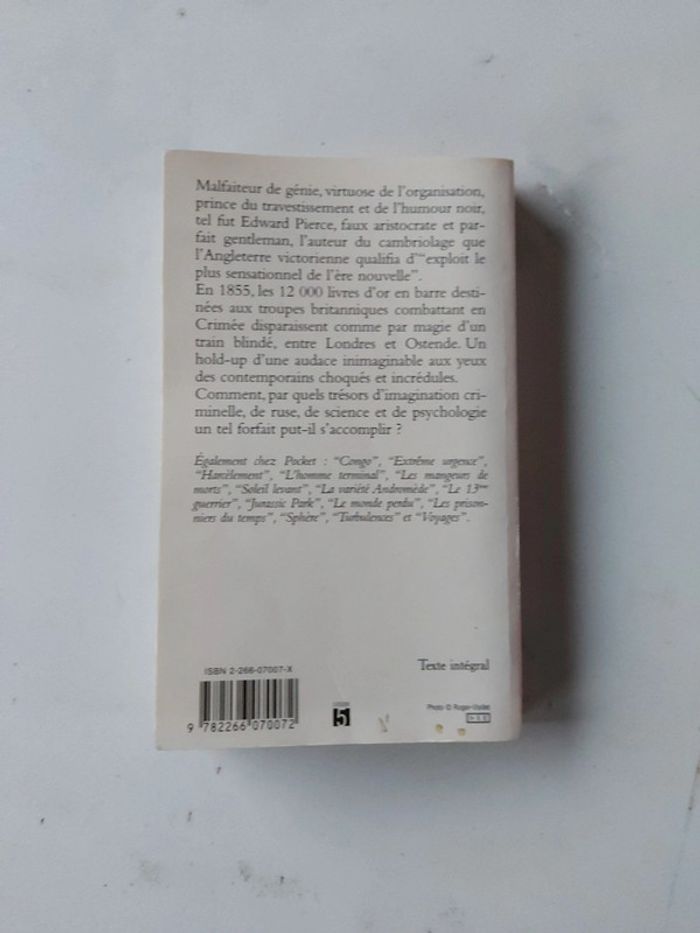 Malfaiteur de génie, virtuose de l'organisation,
prince du travestissement et de l'humour noir,
tel fut Edward Pierce, faux aristocrate et par-
fait gentleman, l'auteur du cambriolage que
l'Angleterre victorienne qualifia d'"exploit le
plus sensationnel de l'ère nouvelle".
En 1855, les 12 000 livres d'or en barre desti-
nées aux troupes britanniques combattant en
Crimée disparaissent comme par magie d'un
train blindé, entre Londres et Ostende. Un
hold-up d'une audace inimaginable aux yeux
des contemporains choqués et incrédules.
Comment, par quels trésors d'imagination cri-
minelle, de ruse, de science et de psychologie
un tel forfait put-il s'accomplir ?
Également chez Pocket : "Congo", "Extrême urgence",
"Harcèlement", "L'homme terminal", "Les mangeurs de
morts", "Soleil levant", "La variété Andromède", "Le 13ème
guerrier", "Jurassic Park", "Le monde perdu", "Les prison-
niers du temps", "Sphère", "Turbulences" et "Voyages".
Texte intégral
ISBN 2-266-07007-X
9 782266 070072
5
Photo © Roger-Viollet